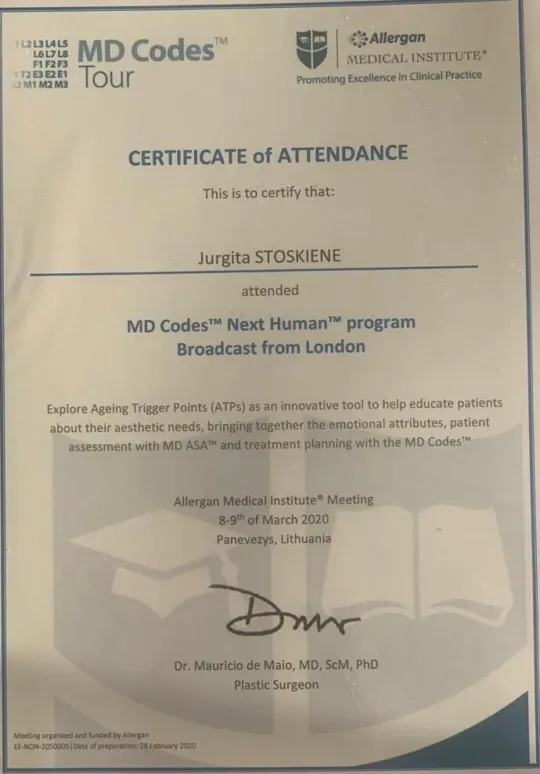 L2 L3 L4 L5
L6 L7 L8
F1 F2 F3
T2 E3 E2 E1
M1 M2 M3
MD Codes™
Tour
Allergan
MEDICAL INSTITUTE®
Promoting Excellence in Clinical Practice
CERTIFICATE of ATTENDANCE
This is to certify that:
Jurgita STOSKIENE
attended
MD Codes™ Next Human™ program
Broadcast from London
Explore Ageing Trigger Points (ATPs) as an innovative tool to help educate patients
about their aesthetic needs, bringing together the emotional attributes, patient
assessment with MD ASA™ and treatment planning with the MD Codes™
Allergan Medical Institute® Meeting
8-9th of March 2020
Panevezys, Lithuania
Dr. Mauricio de Maio, MD, ScM, PhD
Plastic Surgeon
Meeting organized and funded by Allergan
EE-NON-2050005|Date of preparation: 28 February 2020